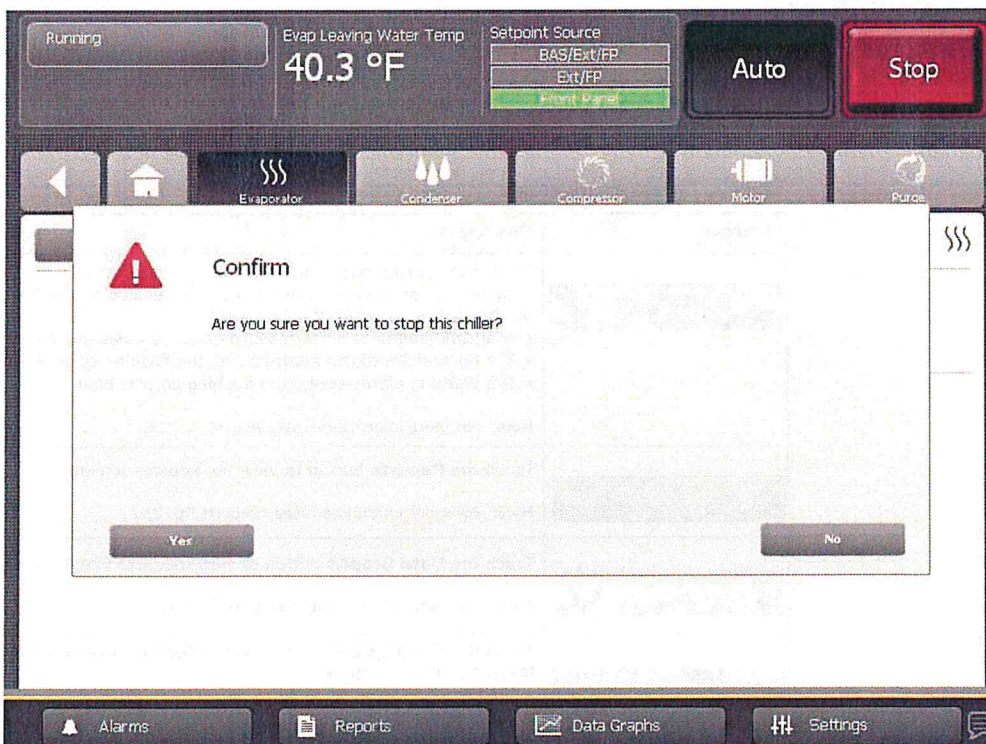 Running
Evap Leaving Water Temp
40.3 °F
Setpoint Source
BAS/Ext/FP
Ext/FP
Front Panel
Auto
Stop
Evaporator
Condenser
Compressor
Motor
Purge
Confirm
Are you sure you want to stop this chiller?
Yes
No
Alarms
Reports
Data Graphs
Settings